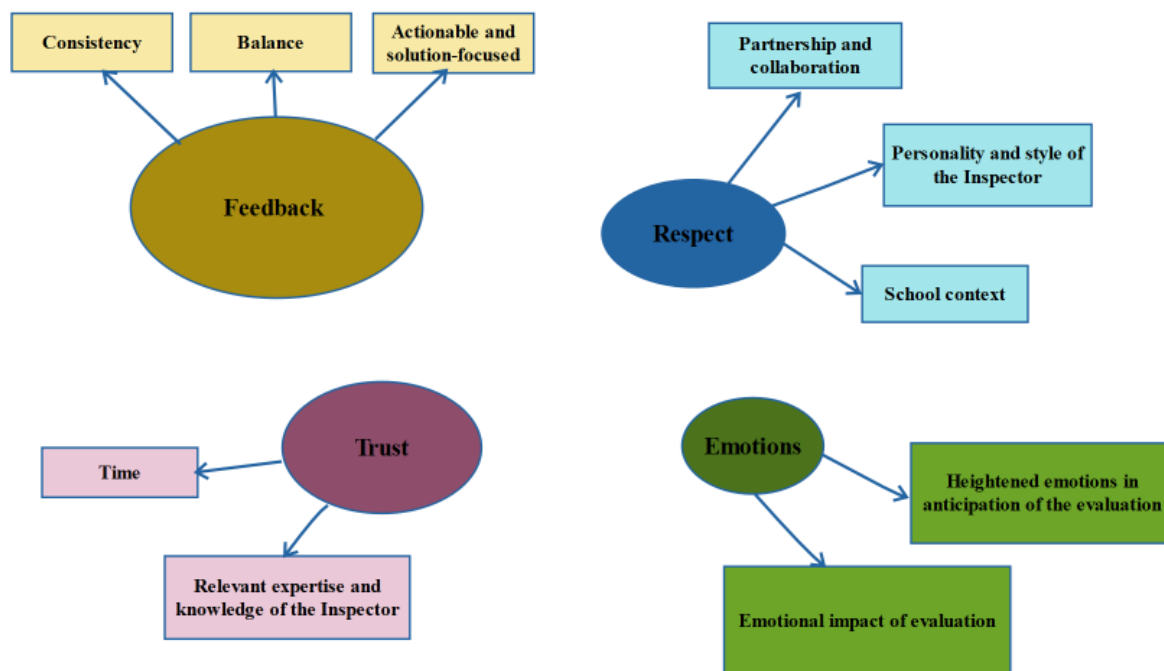 Consistency
Balance
Actionable and
solution-focused
Feedback
Partnership and
collaboration
Personality and style of
the Inspector
Respect
School context
Trust
Time
Relevant expertise and
knowledge of the Inspector
Emotions
Heightened emotions in
anticipation of the evaluation
Emotional impact of evaluation